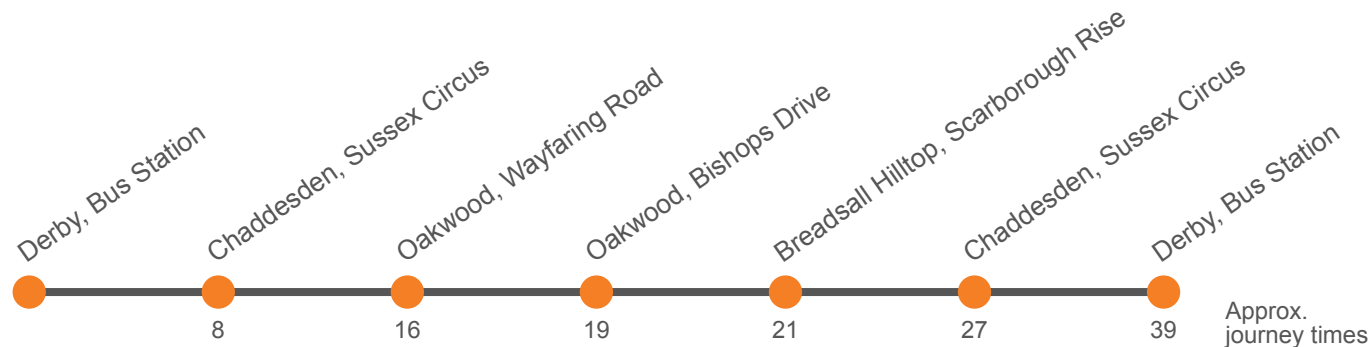 Derby, Bus Station
Chaddesden, Sussex Circus
Oakwood, Wayfaring Road
Oakwood, Bishops Drive
Breadsall Hilltop, Scarborough Rise
Chaddesden, Sussex Circus
Derby, Bus Station
8
16
19
21
27
39
Approx.
journey times